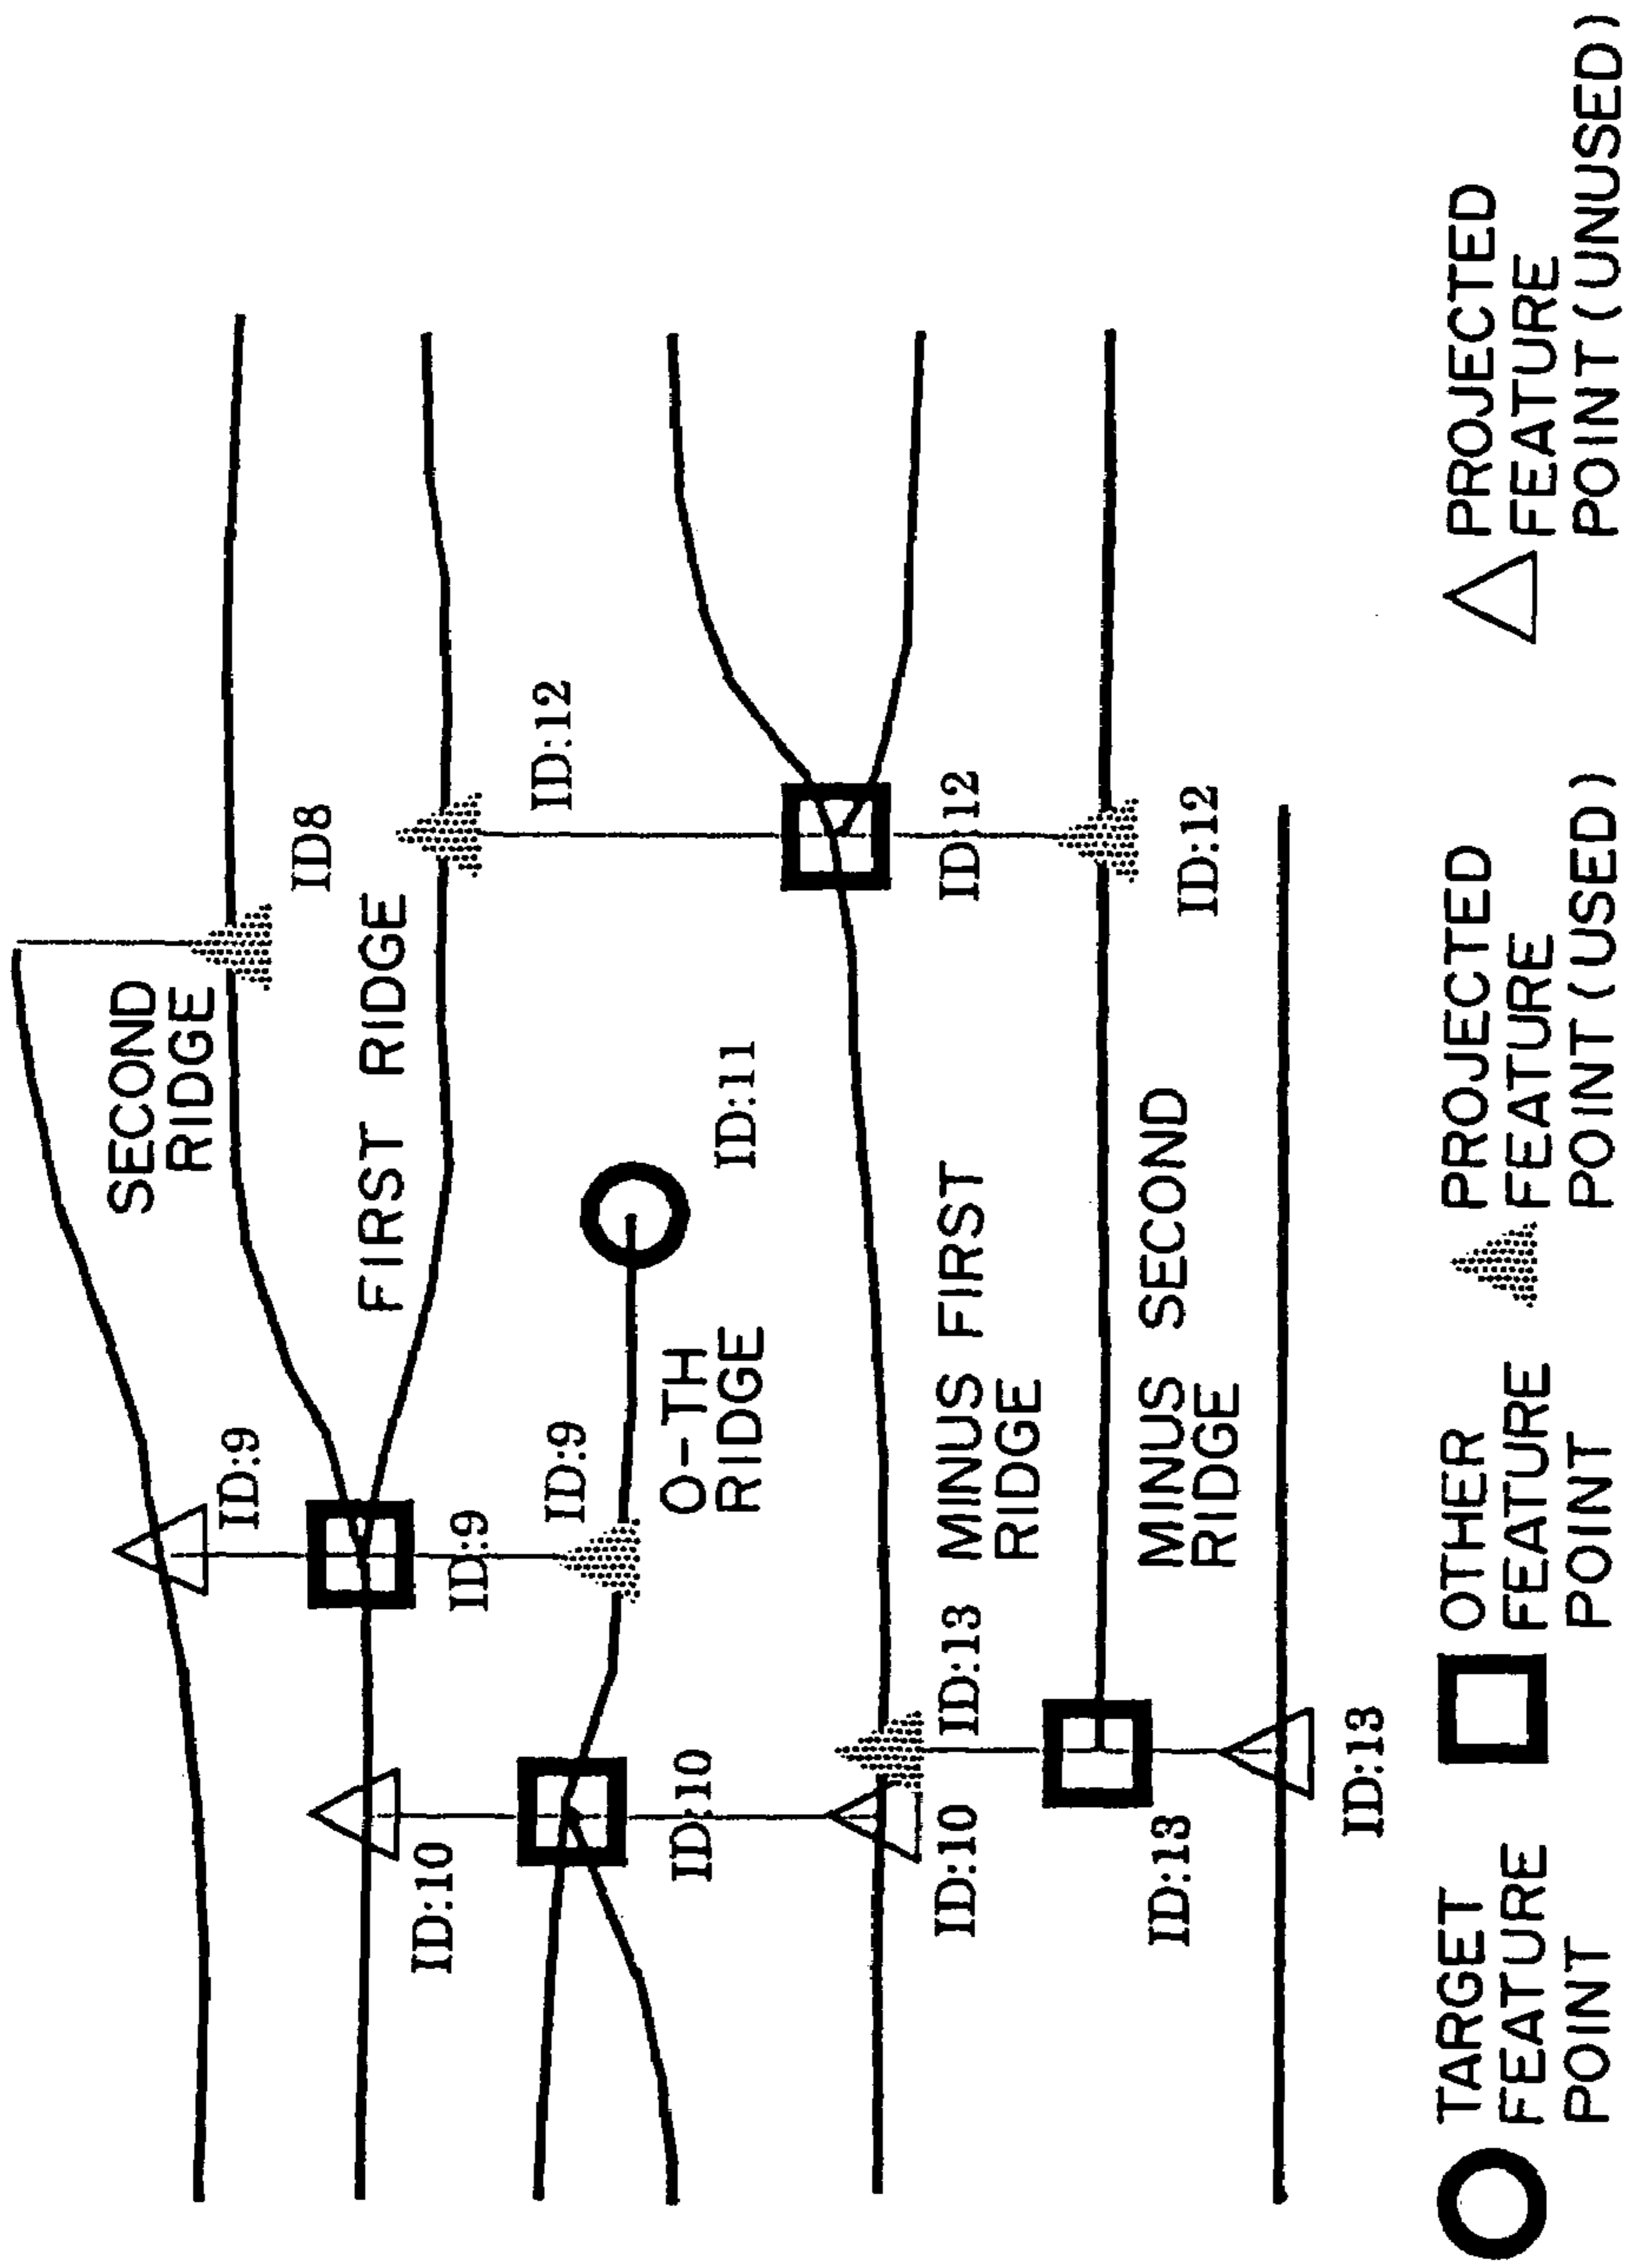 SECOND
RIDGE
ID8
FIRST RIDGE
ID:12
ID:9
ID:9
ID:9
ID:11
O-TH
RIDGE
ID:12
ID:12
ID:10
ID:10
ID:10
ID:13
MINUS FIRST
RIDGE
MINUS SECOND
RIDGE
ID:13
ID:13
TARGET
FEATURE
POINT
OTHER
FEATURE
POINT
PROJECTED
FEATURE
POINT (USED)
PROJECTED
FEATURE
POINT (UNUSED)